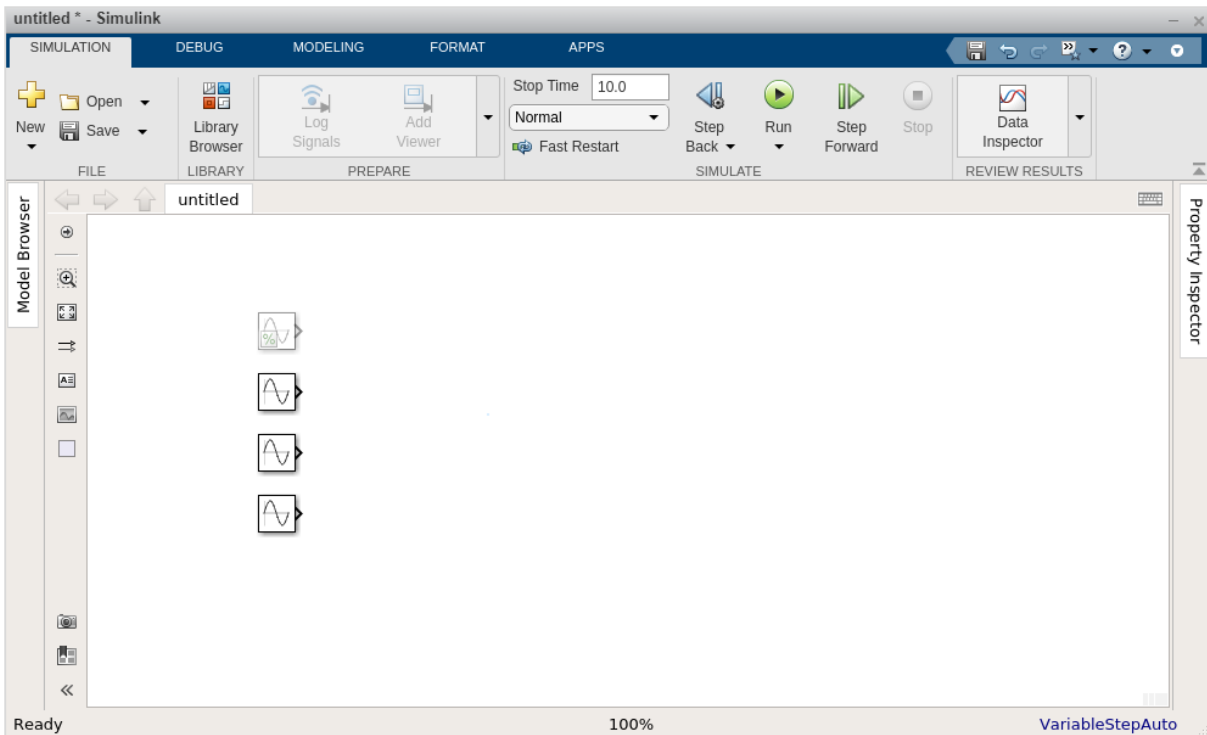 untitled * - Simulink
SIMULATION DEBUG MODELING FORMAT APPS
New
Open
Save
FILE
Library
Browser
LIBRARY
Log
Signals
Add
Viewer
PREPARE
Stop Time 10.0
Normal
Fast Restart
Step
Back
Run
Step
Forward
Stop
SIMULATE
Data
Inspector
REVIEW RESULTS
Model Browser
untitled
Property Inspector
Ready 100% VariableStepAuto